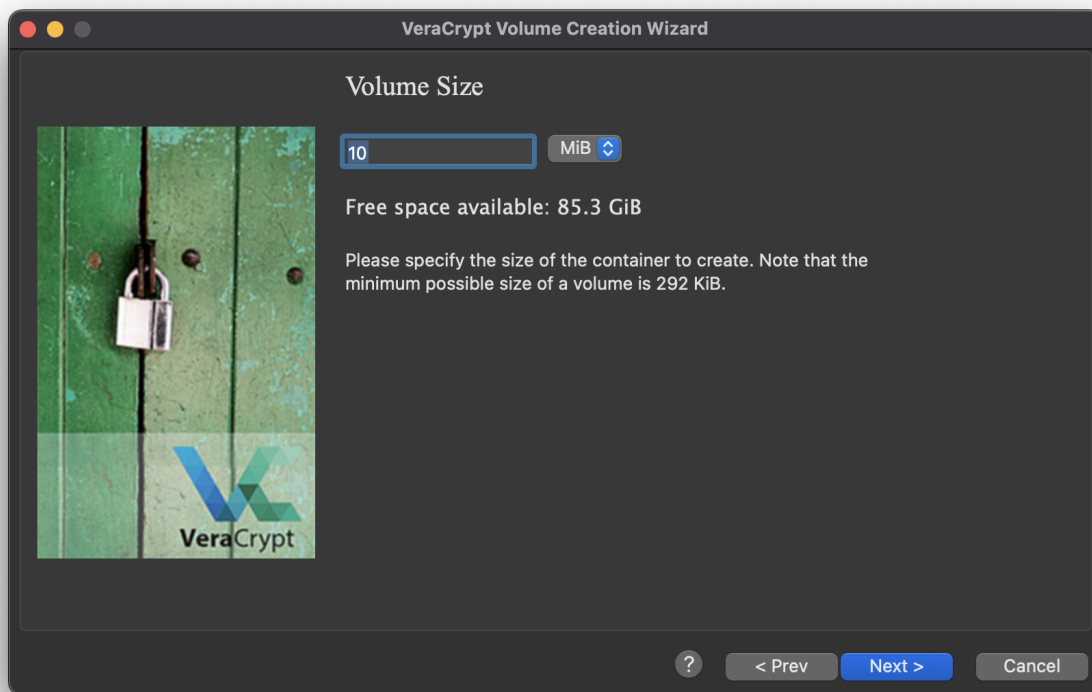 VeraCrypt Volume Creation Wizard
Volume Size
10 MiB
Free space available: 85.3 GiB
Please specify the size of the container to create. Note that the
minimum possible size of a volume is 292 KiB.
VeraCrypt
? < Prev Next > Cancel